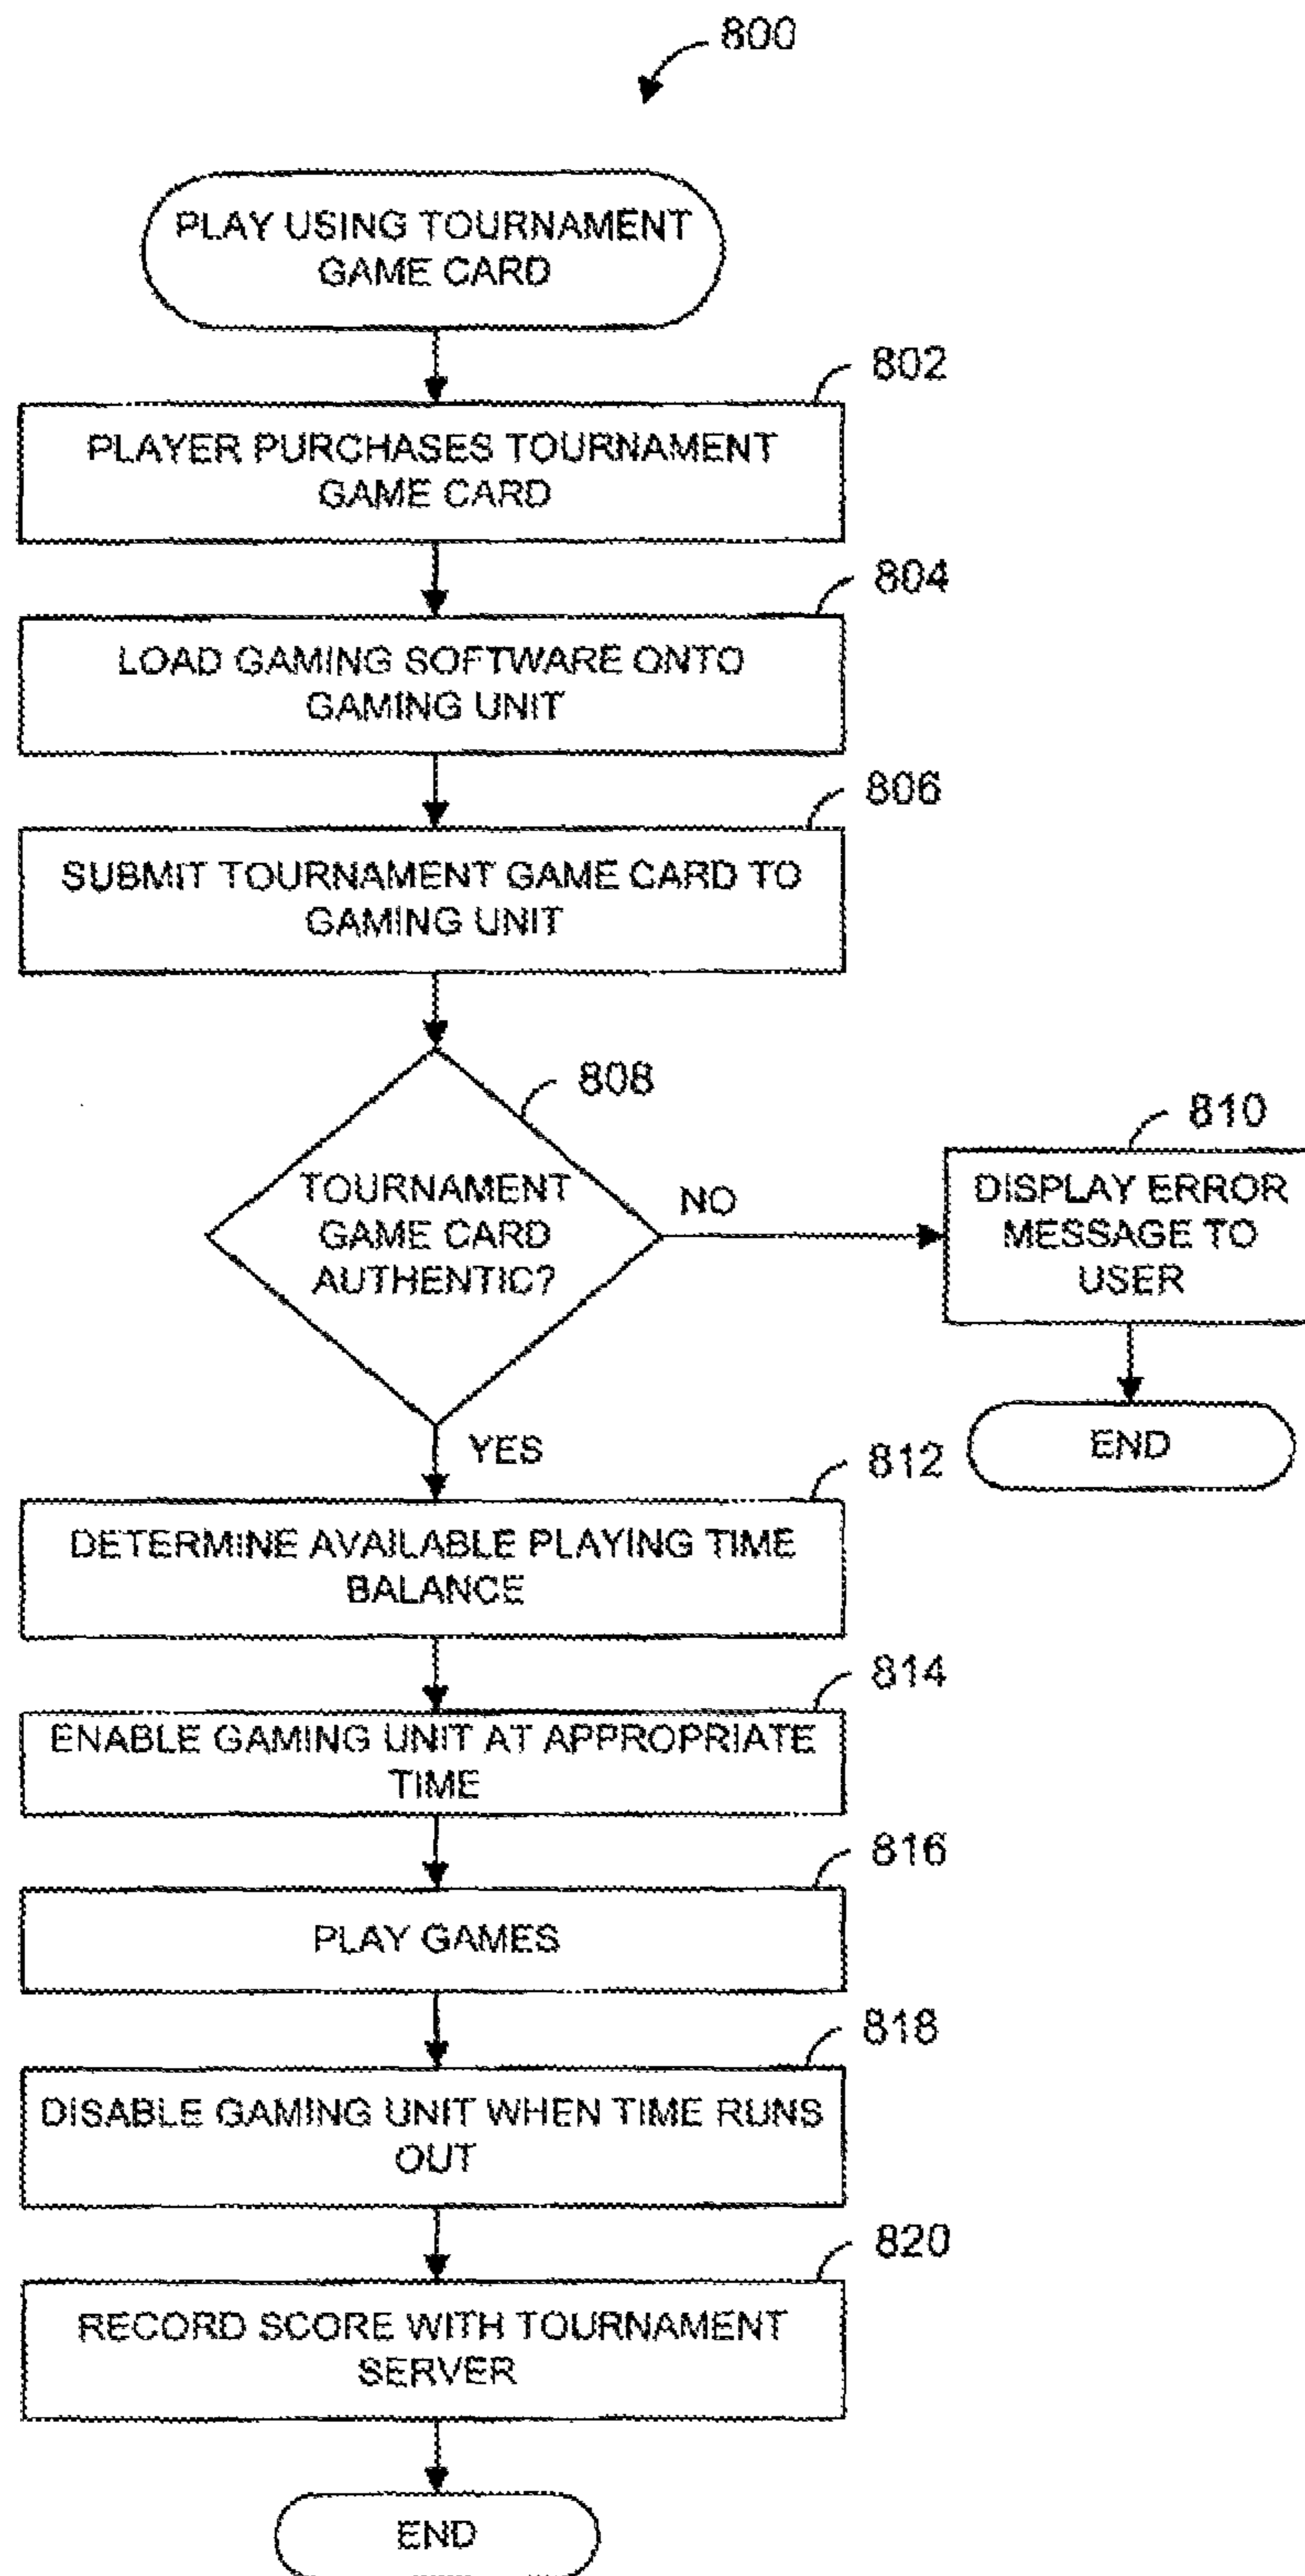 800
PLAY USING TOURNAMENT
GAME CARD
802
PLAYER PURCHASES TOURNAMENT
GAME CARD
804
LOAD GAMING SOFTWARE ONTO
GAMING UNIT
806
SUBMIT TOURNAMENT GAME CARD TO
GAMING UNIT
808
TOURNAMENT
GAME CARD
AUTHENTIC?
NO
810
DISPLAY ERROR
MESSAGE TO
USER
END
YES
812
DETERMINE AVAILABLE PLAYING TIME
BALANCE
814
ENABLE GAMING UNIT AT APPROPRIATE
TIME
816
PLAY GAMES
818
DISABLE GAMING UNIT WHEN TIME RUNS
OUT
820
RECORD SCORE WITH TOURNAMENT
SERVER
END